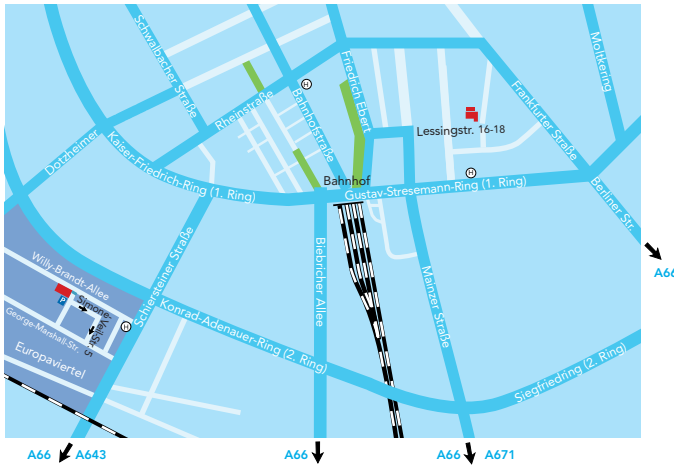 Schwalbacher Straße
Friedrich Ebert
Moltkering
Rheinstraße
Bahnhofstraße
H
Frankfurter Straße
Lessingstr. 16-18
Dotzheimer
Kaiser-Friedrich-Ring (1. Ring)
H
Bahnhof
Gustav-Stresemann-Ring (1. Ring)
Berliner Str.
A66
Willy-Brandt-Allee
Schiersteiner Straße
Biebricher Allee
Mainzer Straße
P
Simone-
Veil-Str. 5
George-Marshall-Str.
H
Konrad-Adenauer-Ring (2. Ring)
Europaviertel
Siegfriedring (2. Ring)
A66 A643
A66
A66 A671